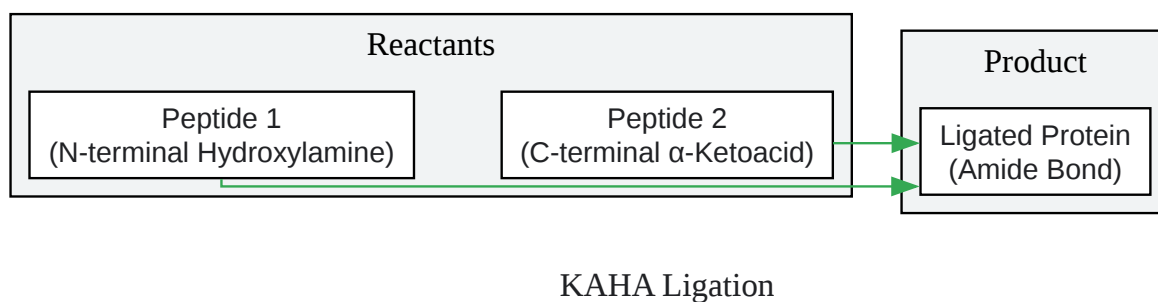 Reactants
Peptide 1
(N-terminal Hydroxylamine)
Peptide 2
(C-terminal α-Ketoacid)
Product
Ligated Protein
(Amide Bond)
KAHA Ligation